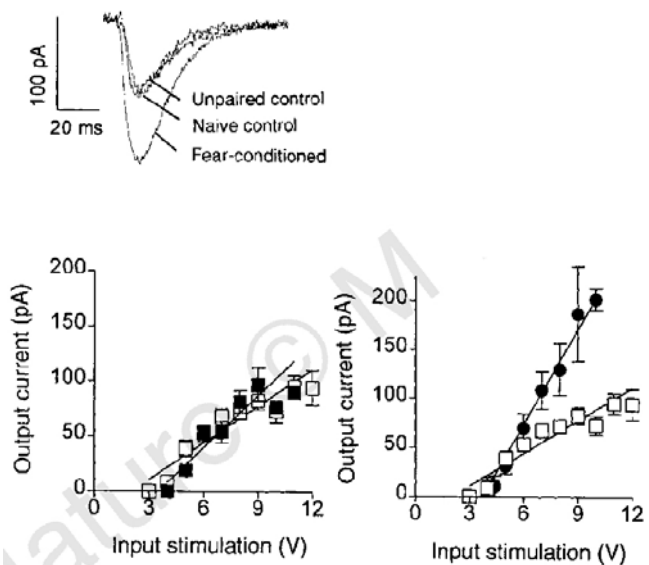 100 pA
20 ms
Unpaired control
Naive control
Fear-conditioned
Output current (pA)
200
150
100
50
0
0 3 6 9 12
Input stimulation (V)
Output current (pA)
200
150
100
50
0
0 3 6 9 12
Input stimulation (V)
Nature © M